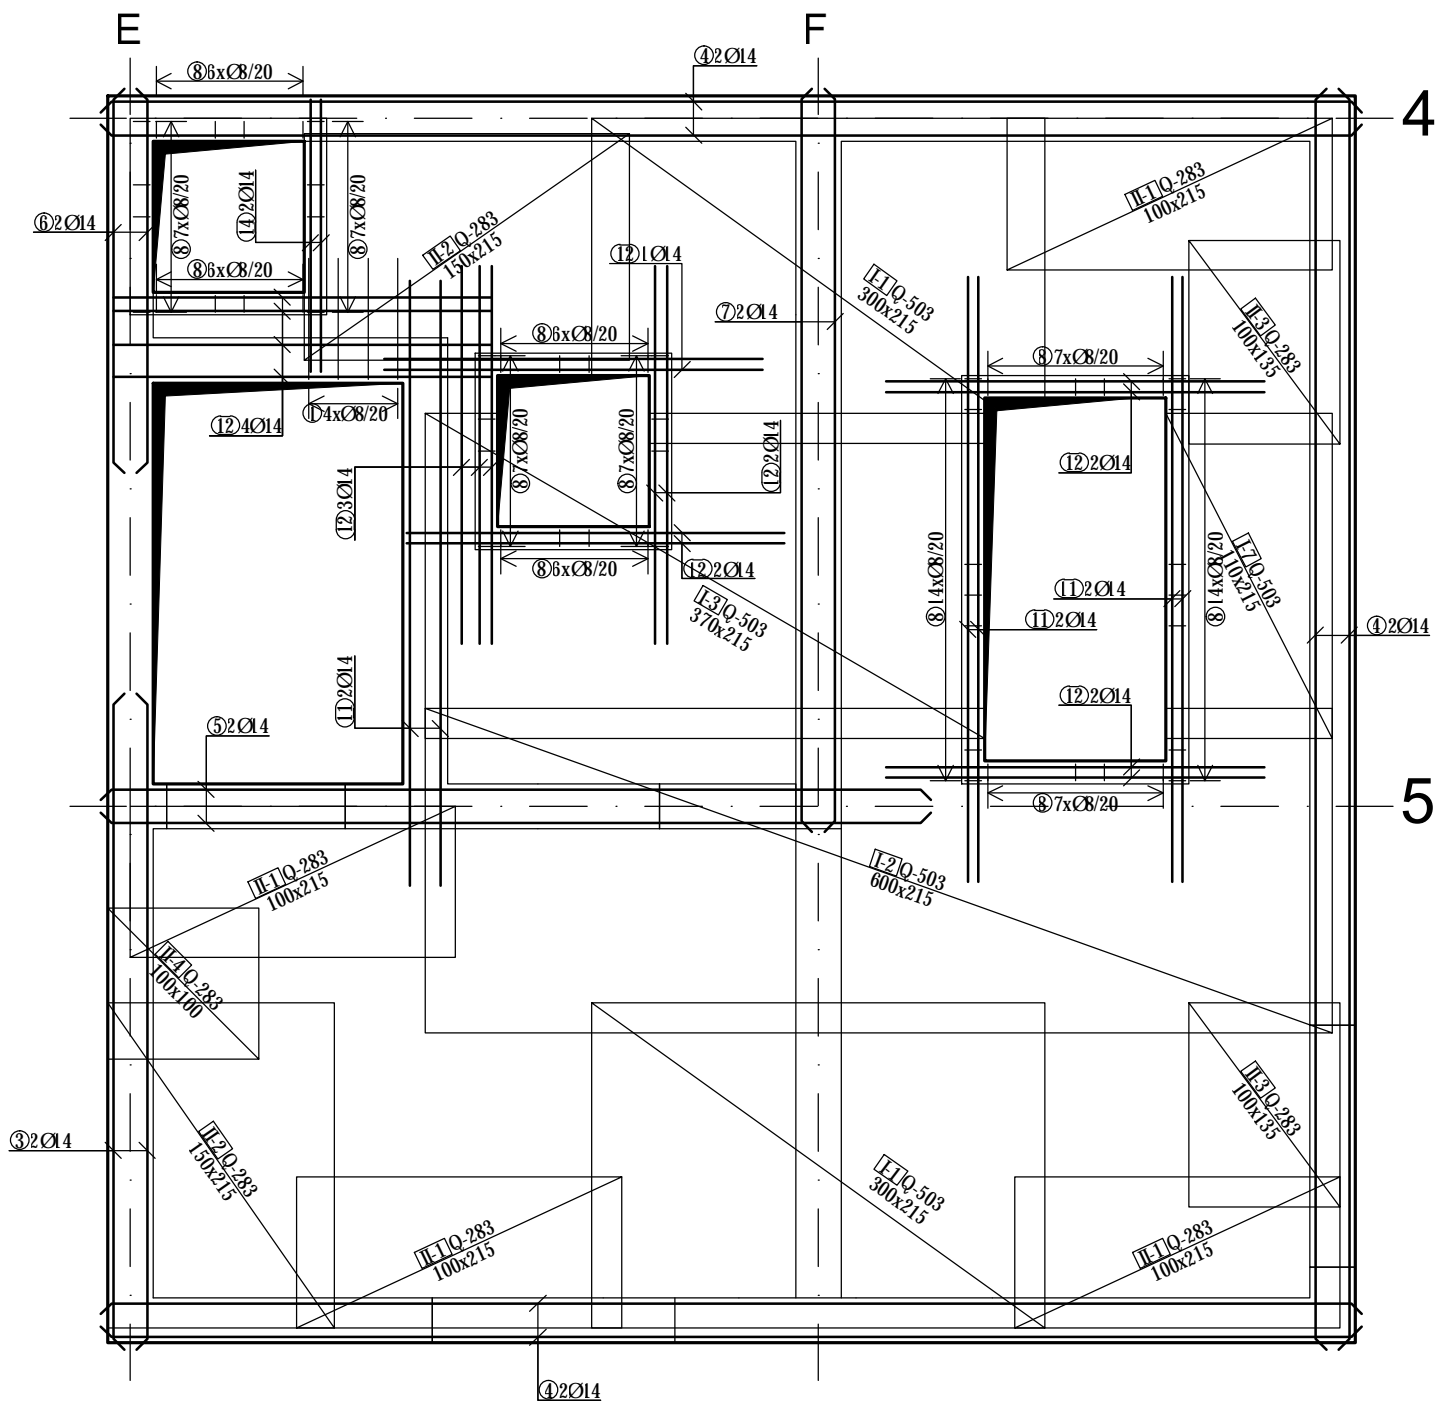 E
F
4
5
④2Ø14
⑧6xØ8/20
⑧7xØ8/20
⑭2Ø14
⑧7xØ8/20
⑥2Ø14
⑧6xØ8/20
II-2 Q-283
150x215
⑫1Ø14
II-1 Q-283
100x215
I-1 Q-503
300x215
⑦2Ø14
II-3 Q-283
100x135
⑧6xØ8/20
⑧7xØ8/20
①4xØ8/20
⑫4Ø14
⑧7xØ8/20
⑧7xØ8/20
⑫2Ø14
⑫2Ø14
⑫3Ø14
⑧6xØ8/20
⑫2Ø14
I-3 Q-503
370x215
⑧14xØ8/20
⑪2Ø14
⑪2Ø14
⑧14xØ8/20
I-7 Q-503
110x215
④2Ø14
⑪2Ø14
⑫2Ø14
⑤2Ø14
⑧7xØ8/20
II-1 Q-283
100x215
I-2 Q-503
600x215
II-4 Q-283
100x100
③2Ø14
II-2 Q-283
150x215
II-3 Q-283
100x135
I-1 Q-503
300x215
II-1 Q-283
100x215
II-1 Q-283
100x215
④2Ø14